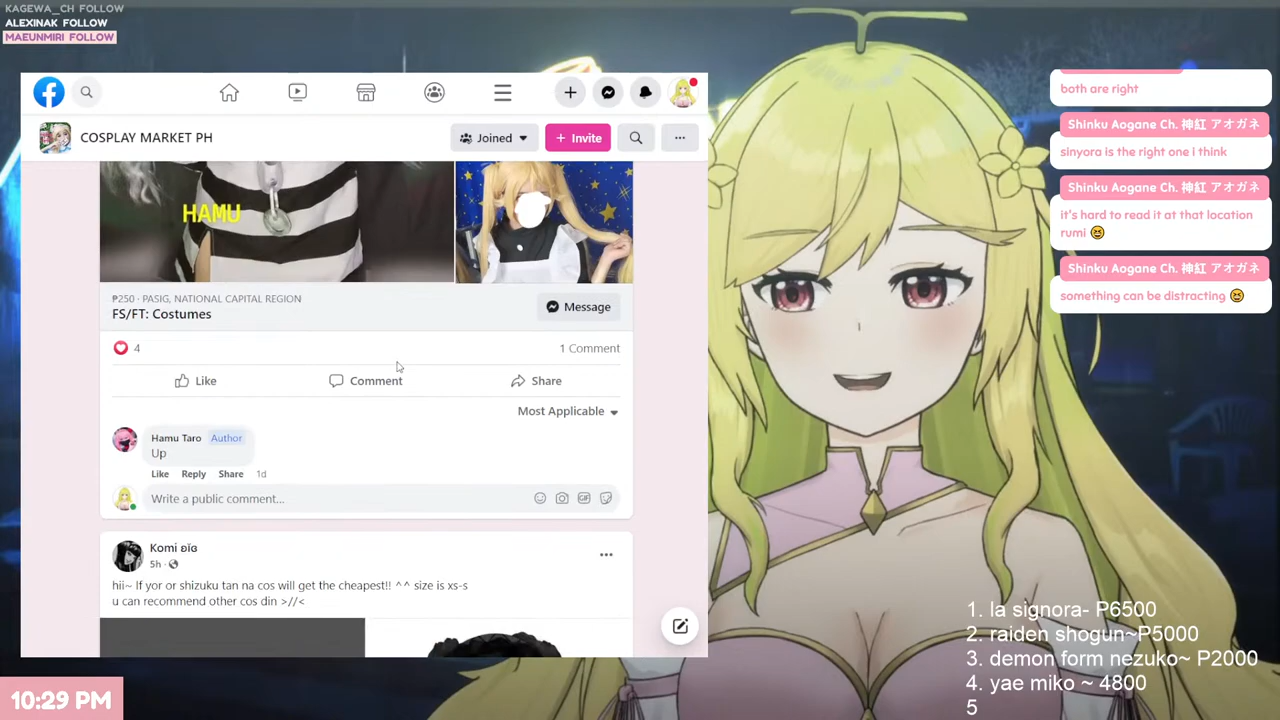 KAGEWA_CH FOLLOW
ALEXINAK FOLLOW
MAEUNMIRI FOLLOW
COSPLAY MARKET PH
Joined
+ Invite
HAMU
₱250 · PASIG, NATIONAL CAPITAL REGION
FS/FT: Costumes
Message
4
1 Comment
Like
Comment
Share
Most Applicable
Hamu Taro Author
Up
Like Reply Share 1d
Write a public comment...
GIF
Komi ʚïɞ
5h ·
hii~ If yor or shizuku tan na cos will get the cheapest!! ^^ size is xs-s
u can recommend other cos din >//<
10:29 PM
both are right
Shinku Aogane Ch. 神紅 アオガネ
sinyora is the right one i think
Shinku Aogane Ch. 神紅 アオガネ
it's hard to read it at that location
rumi 😆
Shinku Aogane Ch. 神紅 アオガネ
something can be distracting 😆
1. la signora- P6500
2. raiden shogun~P5000
3. demon form nezuko~ P2000
4. yae miko ~ 4800
5